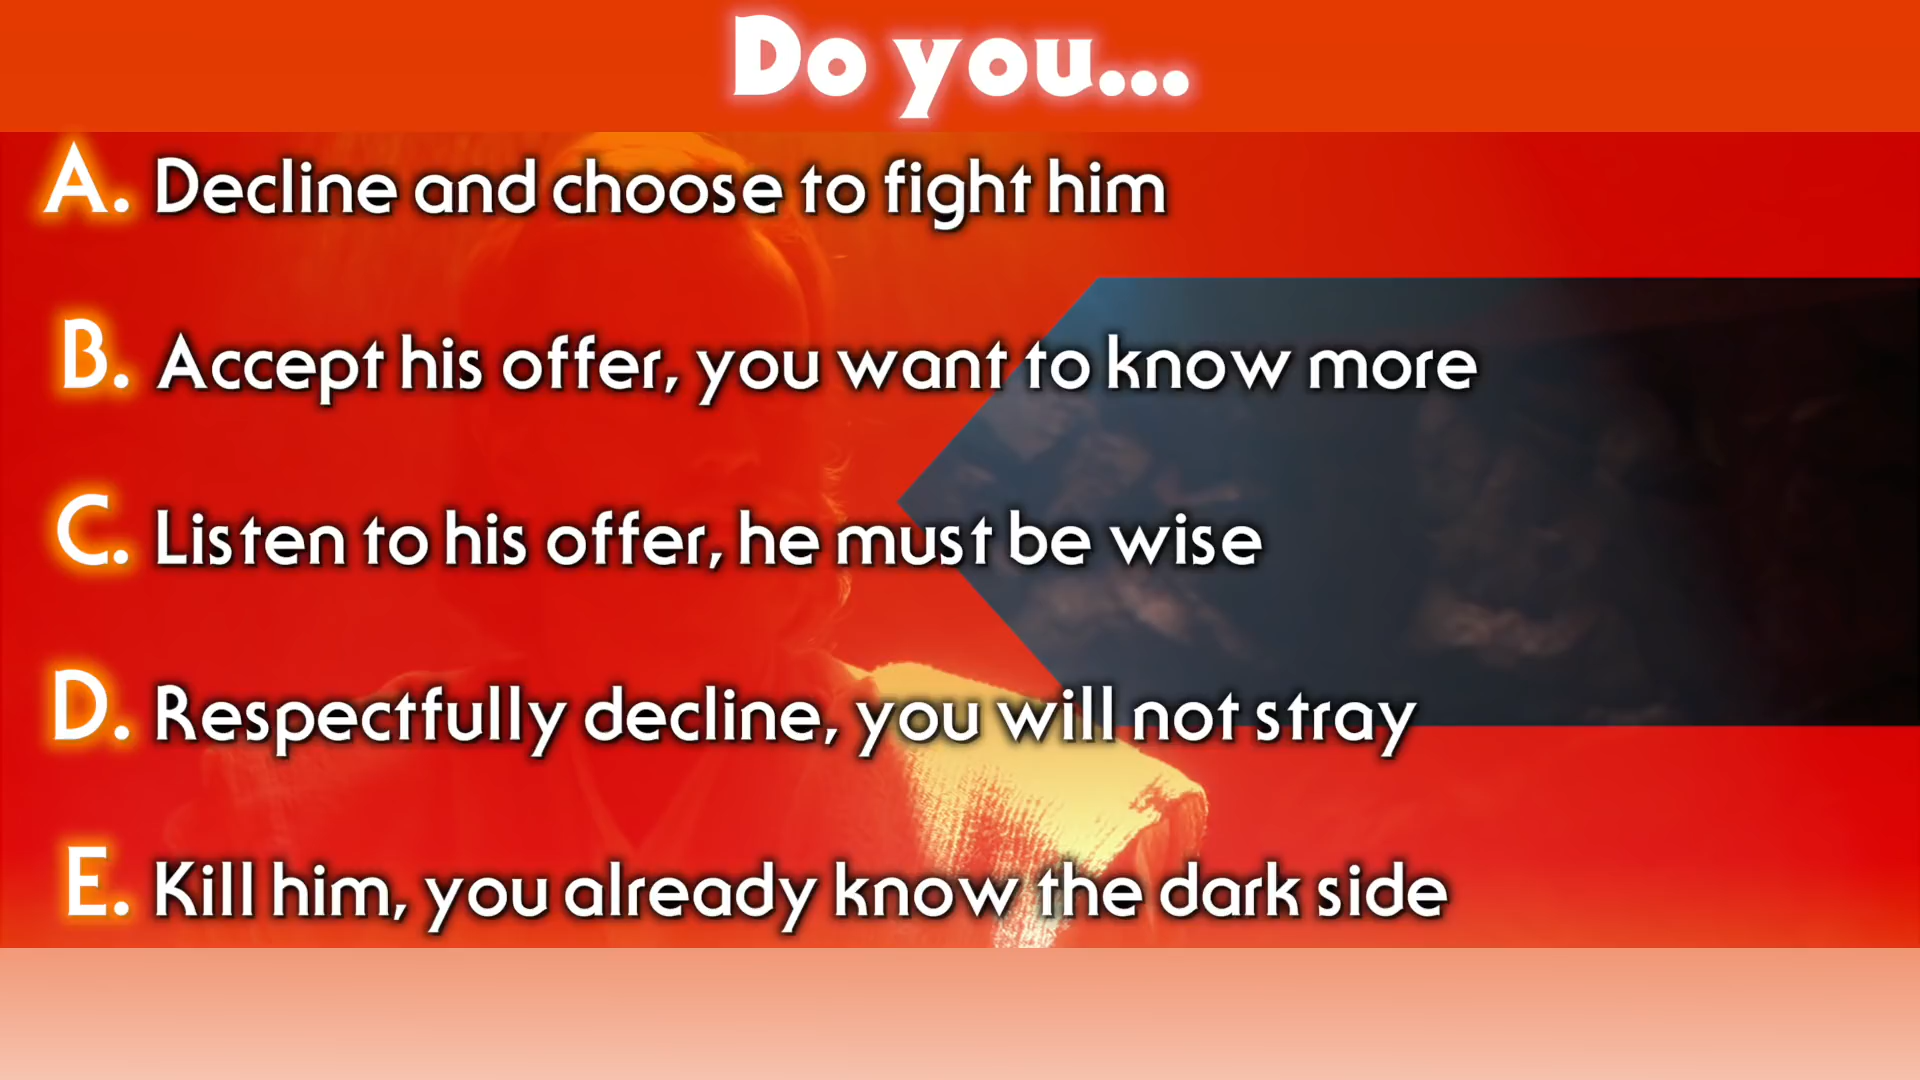 Do you...
A. Decline and choose to fight him
B. Accept his offer, you want to know more
C. Listen to his offer, he must be wise
D. Respectfully decline, you will not stray
E. Kill him, you already know the dark side